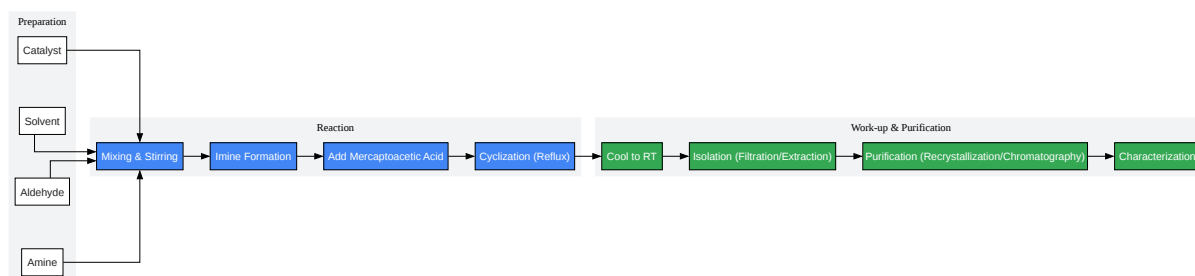 Preparation
Catalyst
Solvent
Aldehyde
Amine
Reaction
Mixing & Stirring
Imine Formation
Add Mercaptoacetic Acid
Cyclization (Reflux)
Work-up & Purification
Cool to RT
Isolation (Filtration/Extraction)
Purification (Recrystallization/Chromatography)
Characterization